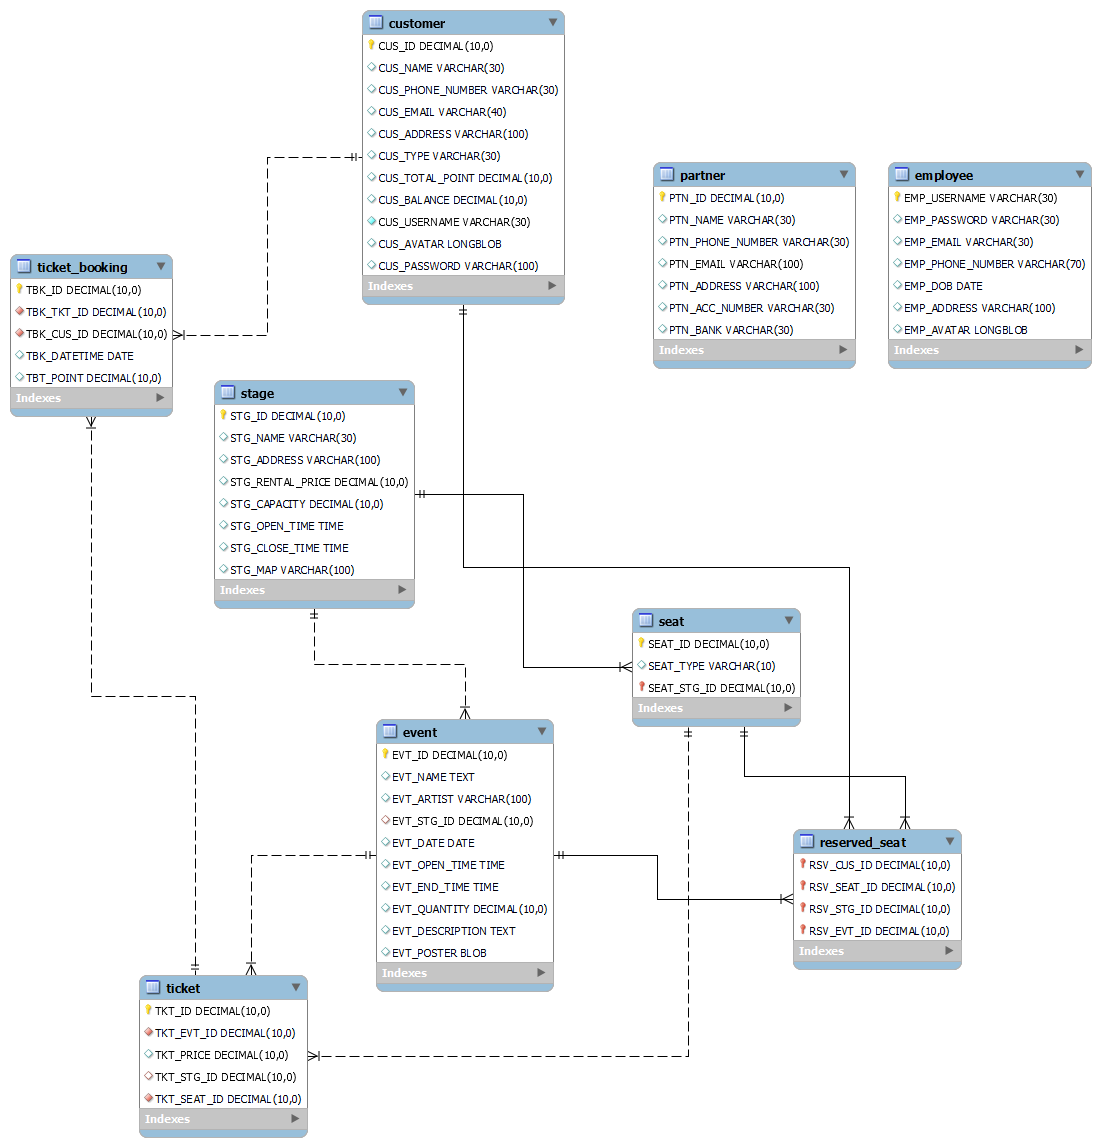 customer
CUS_ID DECIMAL(10,0)
CUS_NAME VARCHAR(30)
CUS_PHONE_NUMBER VARCHAR(30)
CUS_EMAIL VARCHAR(40)
CUS_ADDRESS VARCHAR(100)
CUS_TYPE VARCHAR(30)
CUS_TOTAL_POINT DECIMAL(10,0)
CUS_BALANCE DECIMAL(10,0)
CUS_USERNAME VARCHAR(30)
CUS_AVATAR LONGBLOB
CUS_PASSWORD VARCHAR(100)
Indexes
partner
PTN_ID DECIMAL(10,0)
PTN_NAME VARCHAR(30)
PTN_PHONE_NUMBER VARCHAR(30)
PTN_EMAIL VARCHAR(100)
PTN_ADDRESS VARCHAR(100)
PTN_ACC_NUMBER VARCHAR(30)
PTN_BANK VARCHAR(30)
Indexes
employee
EMP_USERNAME VARCHAR(30)
EMP_PASSWORD VARCHAR(30)
EMP_EMAIL VARCHAR(30)
EMP_PHONE_NUMBER VARCHAR(70)
EMP_DOB DATE
EMP_ADDRESS VARCHAR(100)
EMP_AVATAR LONGBLOB
Indexes
ticket_booking
TBK_ID DECIMAL(10,0)
TBK_TKT_ID DECIMAL(10,0)
TBK_CUS_ID DECIMAL(10,0)
TBK_DATETIME DATE
TBT_POINT DECIMAL(10,0)
Indexes
stage
STG_ID DECIMAL(10,0)
STG_NAME VARCHAR(30)
STG_ADDRESS VARCHAR(100)
STG_RENTAL_PRICE DECIMAL(10,0)
STG_CAPACITY DECIMAL(10,0)
STG_OPEN_TIME TIME
STG_CLOSE_TIME TIME
STG_MAP VARCHAR(100)
Indexes
seat
SEAT_ID DECIMAL(10,0)
SEAT_TYPE VARCHAR(10)
SEAT_STG_ID DECIMAL(10,0)
Indexes
event
EVT_ID DECIMAL(10,0)
EVT_NAME TEXT
EVT_ARTIST VARCHAR(100)
EVT_STG_ID DECIMAL(10,0)
EVT_DATE DATE
EVT_OPEN_TIME TIME
EVT_END_TIME TIME
EVT_QUANTITY DECIMAL(10,0)
EVT_DESCRIPTION TEXT
EVT_POSTER BLOB
Indexes
reserved_seat
RSV_CUS_ID DECIMAL(10,0)
RSV_SEAT_ID DECIMAL(10,0)
RSV_STG_ID DECIMAL(10,0)
RSV_EVT_ID DECIMAL(10,0)
Indexes
ticket
TKT_ID DECIMAL(10,0)
TKT_EVT_ID DECIMAL(10,0)
TKT_PRICE DECIMAL(10,0)
TKT_STG_ID DECIMAL(10,0)
TKT_SEAT_ID DECIMAL(10,0)
Indexes